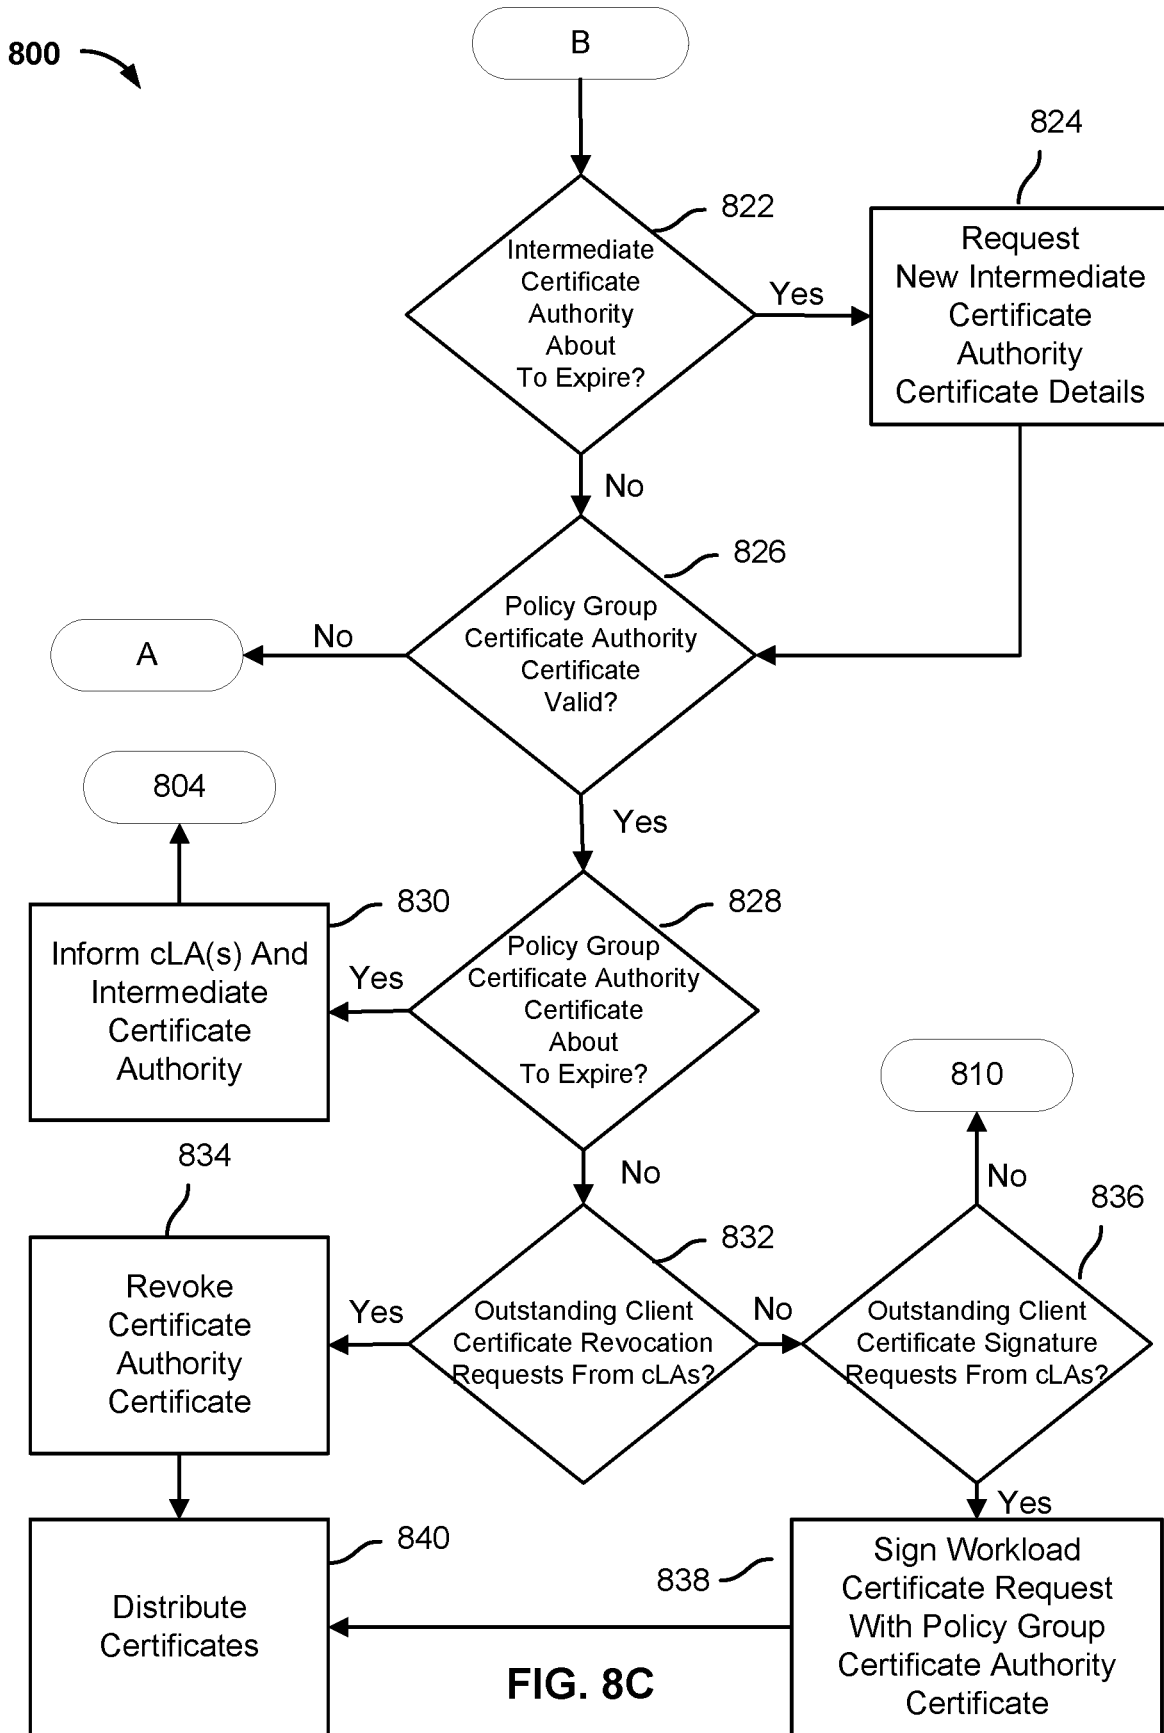 800
B
824
822
Intermediate
Certificate
Authority
About
To Expire?
Yes
Request
New Intermediate
Certificate
Authority
Certificate Details
No
826
Policy Group
Certificate Authority
Certificate
Valid?
No
A
804
Yes
830
Inform cLA(s) And
Intermediate
Certificate
Authority
Yes
828
Policy Group
Certificate Authority
Certificate
About
To Expire?
810
834
No
No
836
832
Revoke
Certificate
Authority
Certificate
Yes
Outstanding Client
Certificate Revocation
Requests From cLAs?
No
Outstanding Client
Certificate Signature
Requests From cLAs?
Yes
840
Distribute
Certificates
838
Sign Workload
Certificate Request
With Policy Group
Certificate Authority
Certificate
FIG. 8C